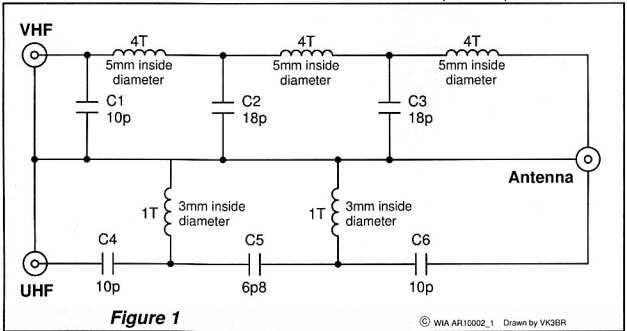 VHF
4T
5mm inside
diameter
4T
5mm inside
diameter
4T
5mm inside
diameter
C1
10p
C2
18p
C3
18p
Antenna
1T
3mm inside
diameter
1T
3mm inside
diameter
C4
10p
C5
6p8
C6
10p
UHF
Figure 1
© WIA AR10002_1 Drawn by VK3BR